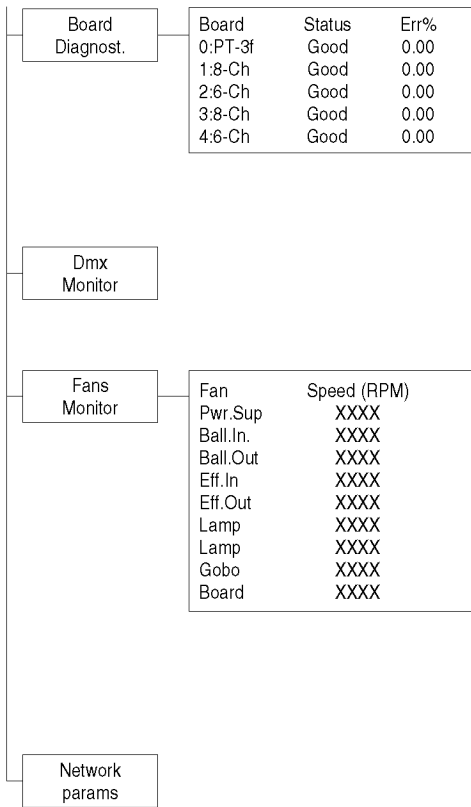 Board
Diagnost.
Board Status Err%
0:PT-3f Good 0.00
1:8-Ch Good 0.00
2:6-Ch Good 0.00
3:8-Ch Good 0.00
4:6-Ch Good 0.00
Dmx
Monitor
Fans
Monitor
Fan Speed (RPM)
Pwr.Sup XXXX
Ball.In. XXXX
Ball.Out XXXX
Eff.In XXXX
Eff.Out XXXX
Lamp XXXX
Lamp XXXX
Gobo XXXX
Board XXXX
Network
params